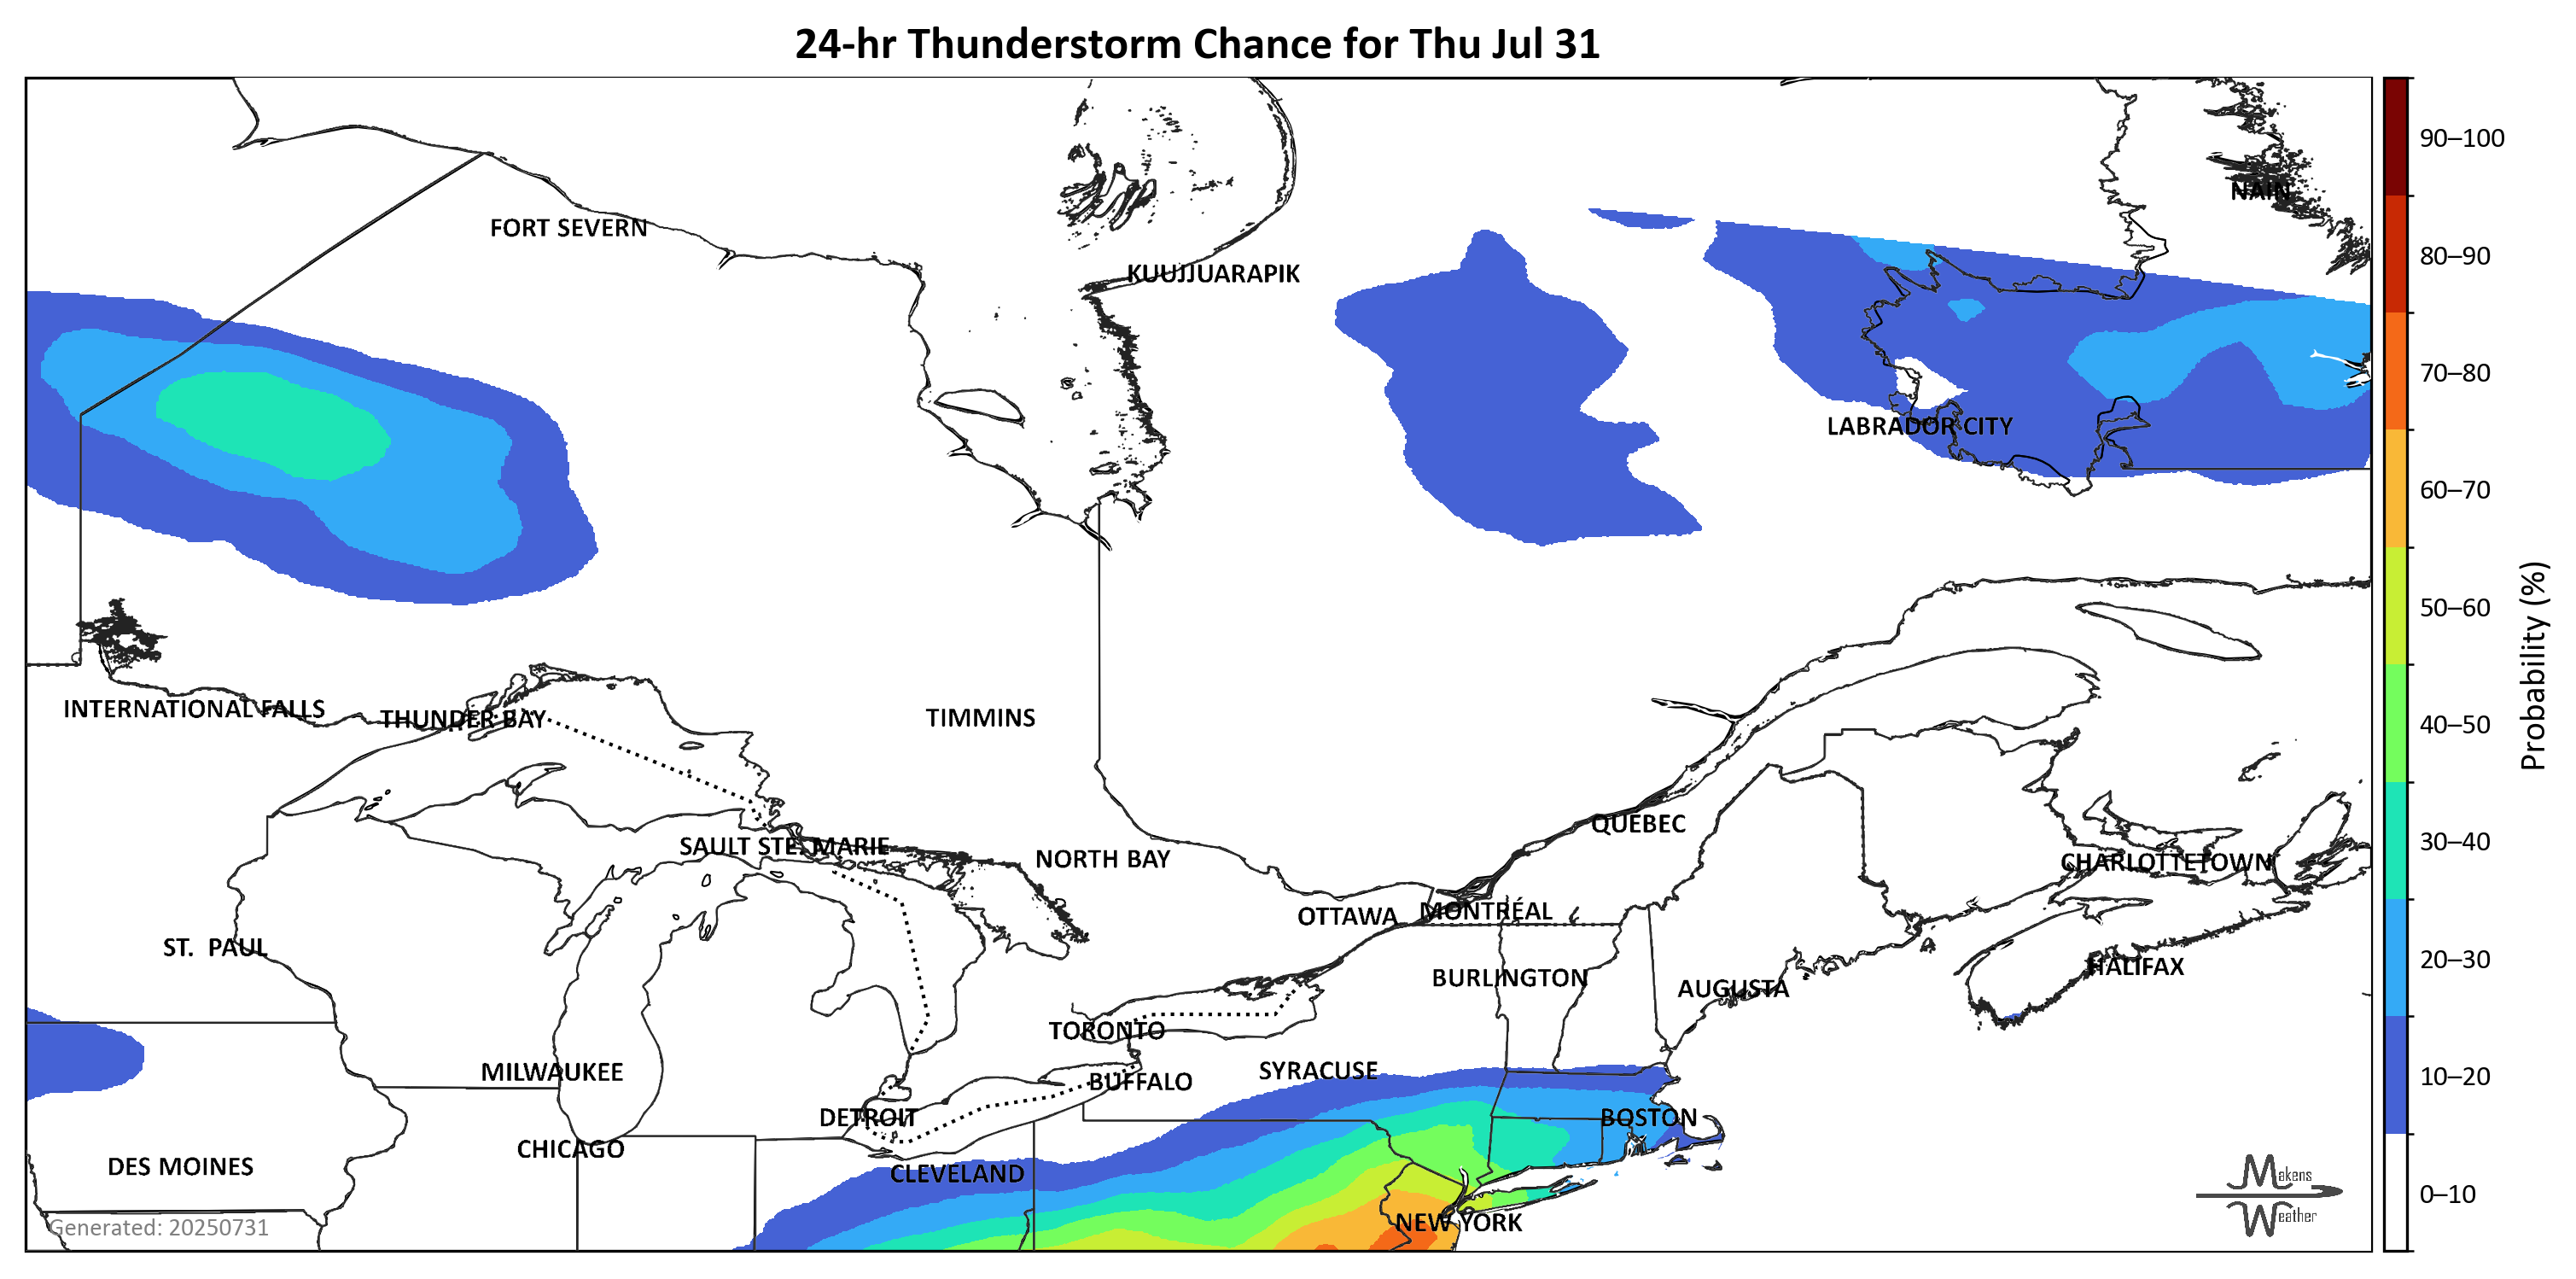 24-hr Thunderstorm Chance for Thu Jul 31
NAIN
FORT SEVERN
KUUJJUARAPIK
LABRADOR CITY
INTERNATIONAL FALLS
THUNDER BAY
TIMMINS
QUEBEC
SAULT STE. MARIE
NORTH BAY
CHARLOTTETOWN
OTTAWA
MONTRÉAL
ST.  PAUL
HALIFAX
BURLINGTON
AUGUSTA
TORONTO
MILWAUKEE
SYRACUSE
BUFFALO
DETROIT
BOSTON
CHICAGO
DES MOINES
CLEVELAND
NEW YORK
Generated: 20250731
Makens
Weather
90–100
80–90
70–80
60–70
50–60
40–50
30–40
20–30
10–20
0–10
Probability (%)